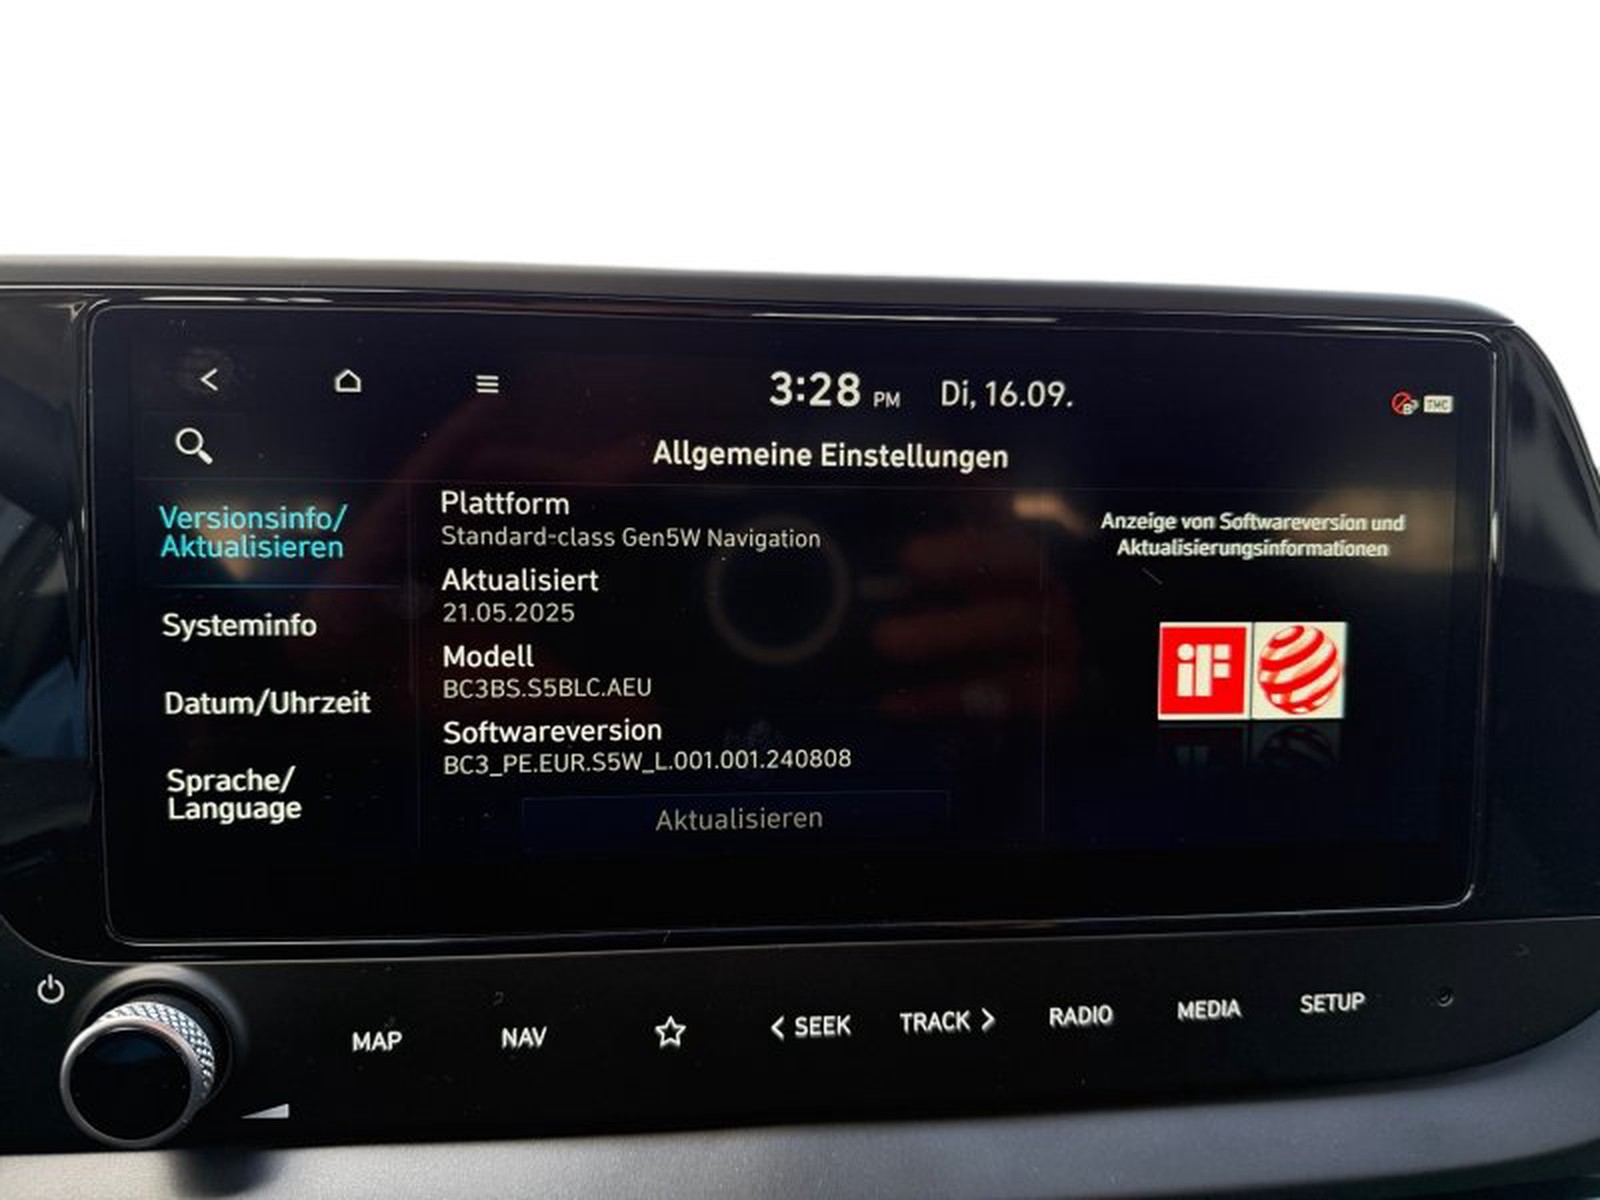 3:28 PM Di, 16.09.
TMC
Allgemeine Einstellungen
Versionsinfo/
Aktualisieren
Systeminfo
Datum/Uhrzeit
Sprache/
Language
Plattform
Standard-class Gen5W Navigation
Aktualisiert
21.05.2025
Modell
BC3BS.S5BLC.AEU
Softwareversion
BC3_PE.EUR.S5W_L.001.001.240808
Aktualisieren
Anzeige von Softwareversion und
Aktualisierungsinformationen
iF
MAP NAV SEEK TRACK RADIO MEDIA SETUP